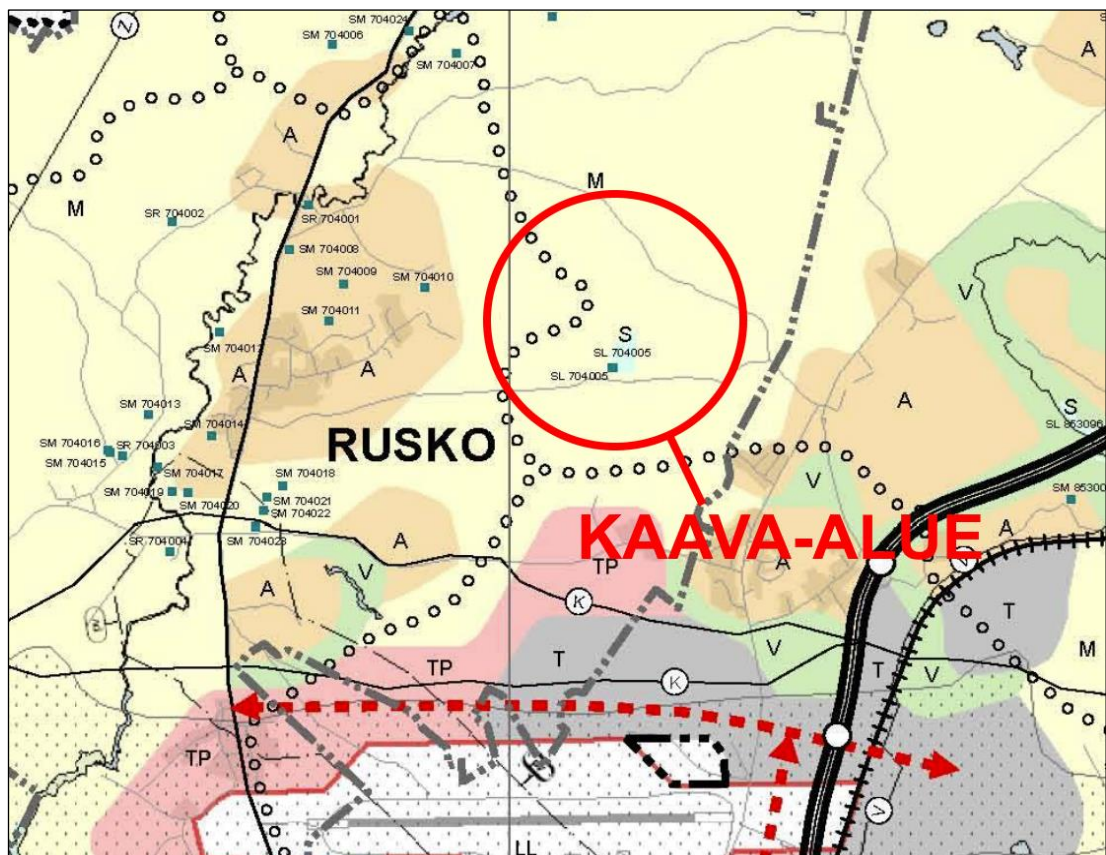 SM 704024
Z
SM 704006
SM 704007
A
A
M
M
SR 704002
SR 704001
SM 704008
SM 704009
SM 704010
SM 704011
V
S
SL 704005
SL 704005
SM 704012
A
A
A
SM 704013
SM 704014
S
SL 853096
RUSKO
SM 704016
SR 704003
SM 704015
SM 704017
SM 704018
SM 704019
SM 704020
SM 704021
SM 704022
SM 85300
V
SR 704004
SM 704023
A
KAAVA-ALUE
A
V
TP
A
A
K
T
TP
T
K
V
T
V
M
TP
V
LL